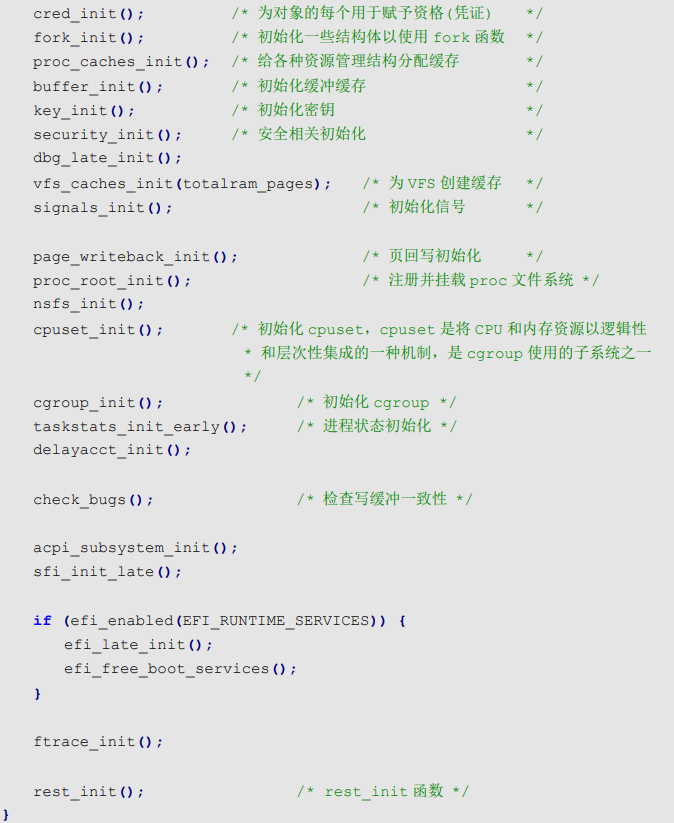 cred_init(); /* 为对象的每个用于赋予资格(凭证) */
fork_init(); /* 初始化一些结构体以使用 fork 函数 */
proc_caches_init(); /* 给各种资源管理结构分配缓存 */
buffer_init(); /* 初始化缓冲缓存 */
key_init(); /* 初始化密钥 */
security_init(); /* 安全相关初始化 */
dbg_late_init();
vfs_caches_init(totalram_pages); /* 为 VFS 创建缓存 */
signals_init(); /* 初始化信号 */
page_writeback_init(); /* 页回写初始化 */
proc_root_init(); /* 注册并挂载 proc 文件系统 */
nsfs_init();
cpuset_init(); /* 初始化 cpuset，cpuset 是将 CPU 和内存资源以逻辑性
* 和层次性集成的一种机制，是 cgroup 使用的子系统之一
*/
cgroup_init(); /* 初始化 cgroup */
taskstats_init_early(); /* 进程状态初始化 */
delayacct_init();
check_bugs(); /* 检查写缓冲一致性 */
acpi_subsystem_init();
sfi_init_late();
if (efi_enabled(EFI_RUNTIME_SERVICES)) {
efi_late_init();
efi_free_boot_services();
}
ftrace_init();
rest_init(); /* rest_init 函数 */
}